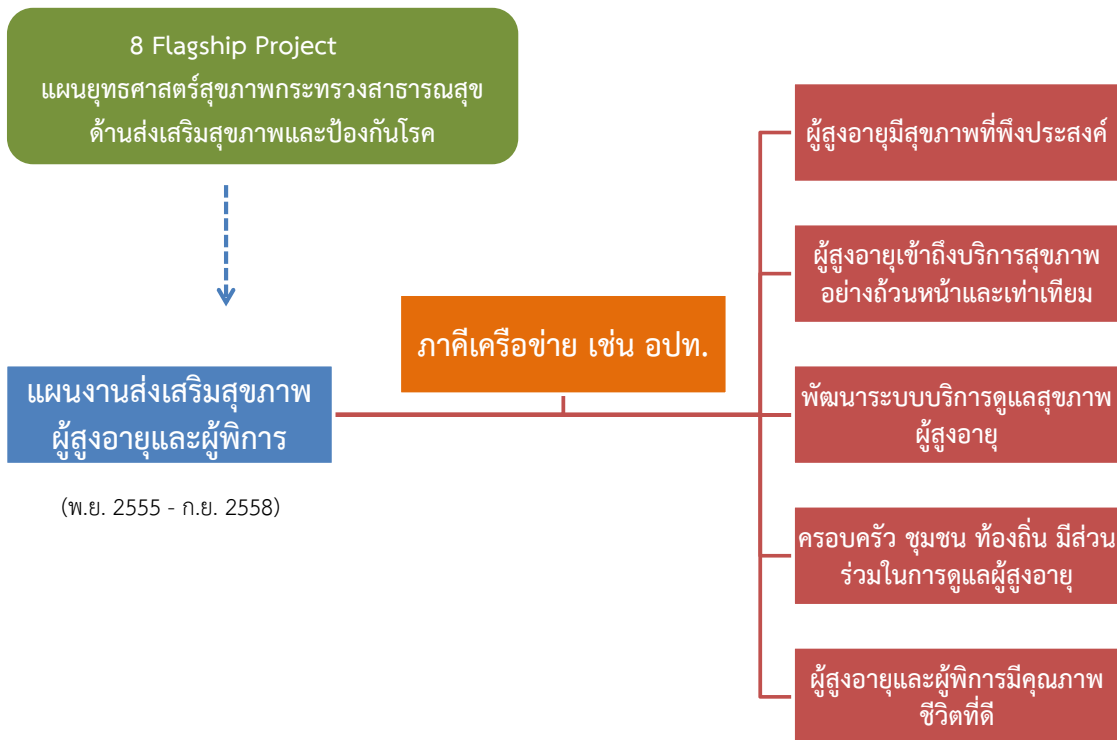 8 Flagship Project
แผนยุทธศาสตร์สุขภาพกระทรวงสาธารณสุข
ด้านส่งเสริมสุขภาพและป้องกันโรค
แผนงานส่งเสริมสุขภาพ
ผู้สูงอายุและผู้พิการ
(พ.ย. 2555 - ก.ย. 2558)
ภาคีเครือข่าย เช่น อปท.
ผู้สูงอายุมีสุขภาพที่พึงประสงค์
ผู้สูงอายุเข้าถึงบริการสุขภาพ
อย่างถ้วนหน้าและเท่าเทียม
พัฒนาระบบบริการดูแลสุขภาพ
ผู้สูงอายุ
ครอบครัว ชุมชน ท้องถิ่น มีส่วน
ร่วมในการดูแลผู้สูงอายุ
ผู้สูงอายุและผู้พิการมีคุณภาพ
ชีวิตที่ดี